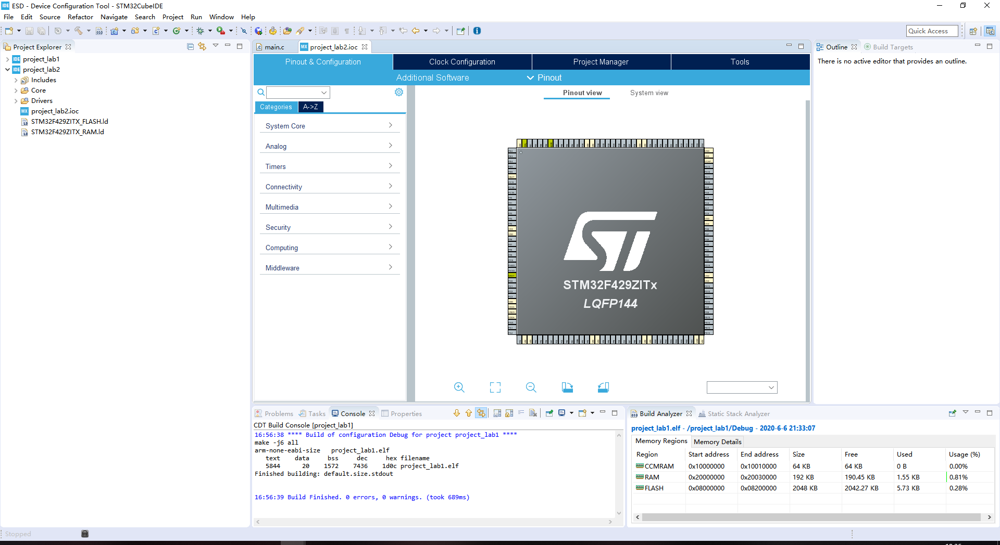 IDE ESD - Device Configuration Tool - STM32CubeIDE
File Edit Source Refactor Navigate Search Project Run Window Help
Quick Access
Project Explorer
IDE project_lab1
IDE project_lab2
Includes
Core
Drivers
MX project_lab2.ioc
STM32F429ZITX_FLASH.ld
STM32F429ZITX_RAM.ld
main.c
MX project_lab2.ioc
Pinout & Configuration
Clock Configuration
Project Manager
Tools
Additional Software
Pinout
Categories
A->Z
System Core
Analog
Timers
Connectivity
Multimedia
Security
Computing
Middleware
Pinout view
System view
ST
STM32F429ZITx
LQFP144
Outline
Build Targets
There is no active editor that provides an outline.
Problems
Tasks
Console
Properties
CDT Build Console [project_lab1]
16:56:38 **** Build of configuration Debug for project project_lab1 ****
make -j6 all
arm-none-eabi-size   project_lab1.elf
text    data     bss     dec     hex filename
5844      20    1572    7436    1d0c project_lab1.elf
Finished building: default.size.stdout
16:56:39 Build Finished. 0 errors, 0 warnings. (took 689ms)
Build Analyzer
Static Stack Analyzer
project_lab1.elf - /project_lab1/Debug - 2020-6-6 21:33:07
Memory Regions
Memory Details
Region Start address End address Size Free Used Usage (%)
CCMRAM 0x10000000 0x10010000 64 KB 64 KB 0 B 0.00%
RAM 0x20000000 0x20030000 192 KB 190.45 KB 1.55 KB 0.81%
FLASH 0x08000000 0x08200000 2048 KB 2042.27 KB 5.73 KB 0.28%
Stopped